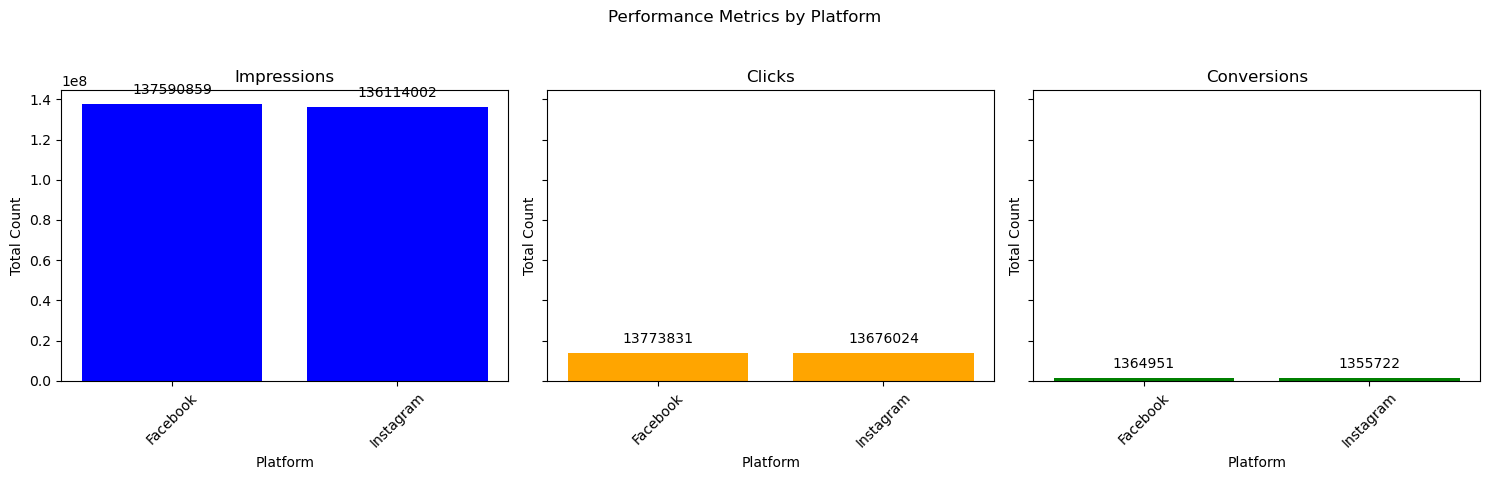 Performance Metrics by Platform
Impressions
1e8
137590859
136114002
1.4
1.2
1.0
0.8
0.6
0.4
0.2
0.0
Total Count
Facebook
Instagram
Platform
Clicks
13773831
13676024
Total Count
Facebook
Instagram
Platform
Conversions
1364951
1355722
Total Count
Facebook
Instagram
Platform